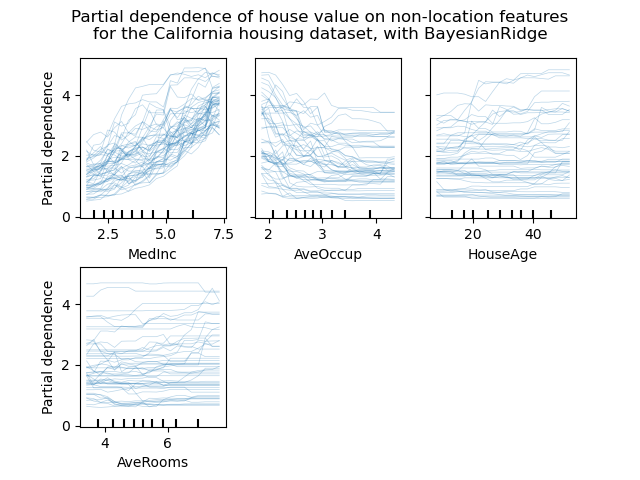 Partial dependence of house value on non-location features
for the California housing dataset, with BayesianRidge
Partial dependence
4
2
0
2.5 5.0 7.5
MedInc
2 3 4
AveOccup
20 40
HouseAge
Partial dependence
4
2
0
4 6
AveRooms